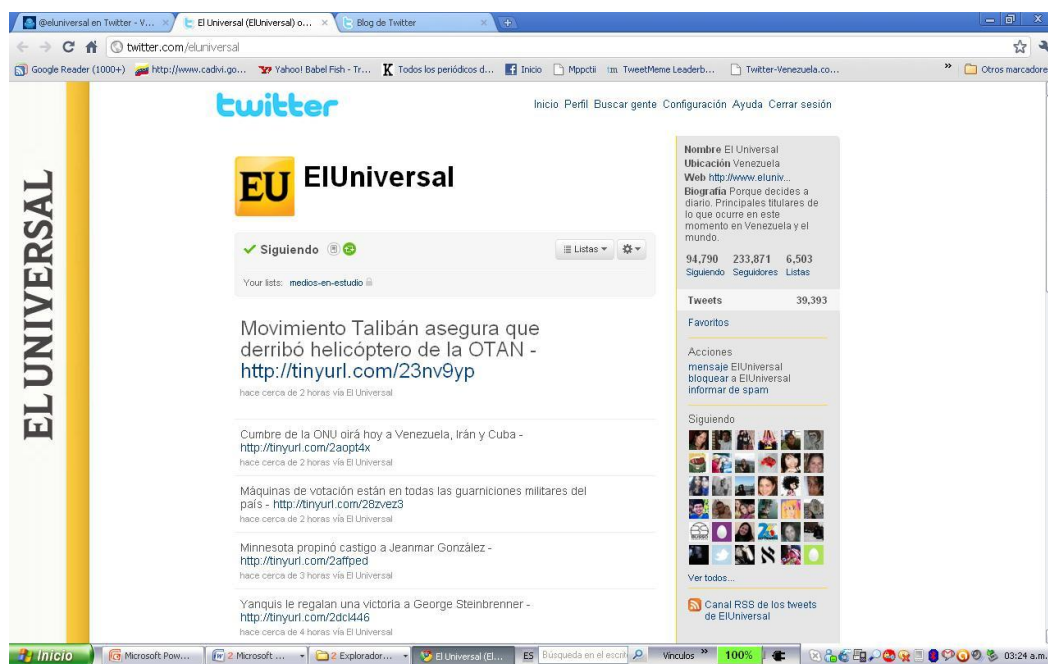 @eluniversal en Twitter - V...
El Universal (ElUniversal) o...
Blog de Twitter
twitter.com/eluniversal
Google Reader (1000+) http://www.cadivi.go... Yahoo! Babel Fish - Tr... Todos los periódicos d... Inicio Mppctii TweetMeme Leaderb... Twitter-Venezuela.co... » Otros marcadore
twitter
Inicio Perfil Buscar gente Configuración Ayuda Cerrar sesión
EL UNIVERSAL
EU
ElUniversal
Siguiendo
Listas
Your lists: medios-en-estudio
Movimiento Talibán asegura que
derribó helicóptero de la OTAN -
http://tinyurl.com/23nv9yp
hace cerca de 2 horas vía El Universal
Cumbre de la ONU oirá hoy a Venezuela, Irán y Cuba -
http://tinyurl.com/2aopt4x
hace cerca de 2 horas vía El Universal
Máquinas de votación están en todas las guarniciones militares del
país - http://tinyurl.com/28zvez3
hace cerca de 2 horas vía El Universal
Minnesota propinó castigo a Jeanmar González -
http://tinyurl.com/2affped
hace cerca de 3 horas vía El Universal
Yanquis le regalan una victoria a George Steinbrenner -
http://tinyurl.com/2dcl446
hace cerca de 4 horas vía El Universal
Nombre El Universal
Ubicación Venezuela
Web http://www.eluniv...
Biografía Porque decides a
diario. Principales titulares de
lo que ocurre en este
momento en Venezuela y el
mundo.
94,790 233,871 6,503
Siguiendo Seguidores Listas
Tweets 39,393
Favoritos
Acciones
mensaje ElUniversal
bloquear a ElUniversal
informar de spam
Siguiendo
Ver todos...
Canal RSS de los tweets
de ElUniversal
Inicio
Microsoft Pow...
2 Microsoft ...
2 Explorador...
El Universal (El...
ES
Búsqueda en el escrit
Vínculos »
100%
03:24 a.m.